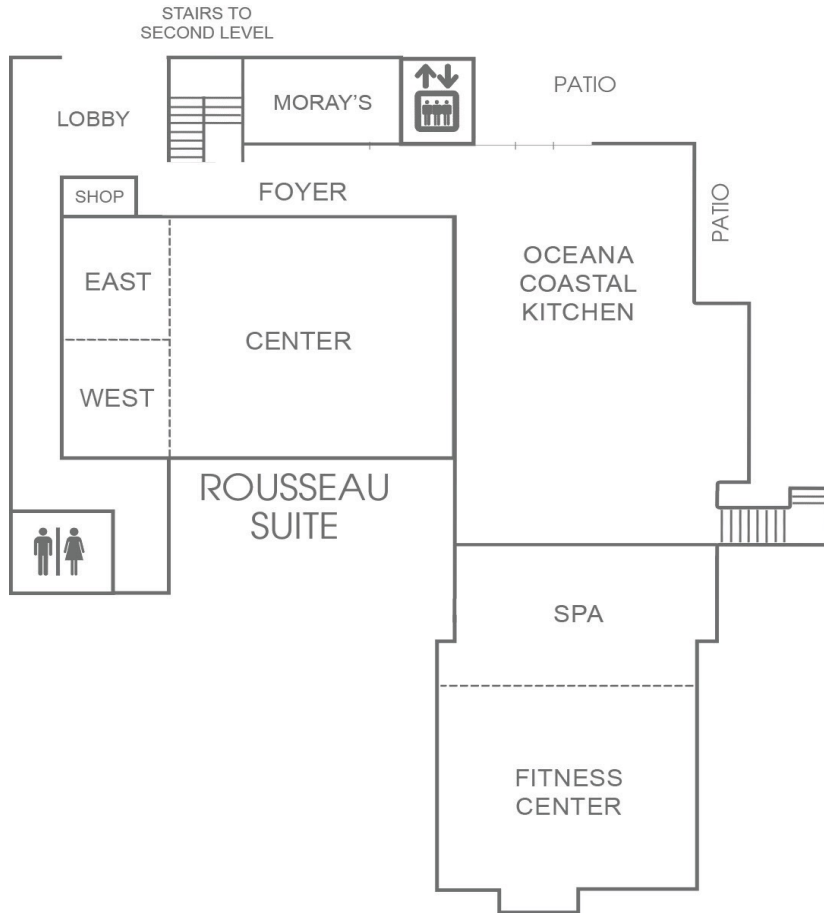 STAIRS TO
SECOND LEVEL
MORAY'S
PATIO
LOBBY
SHOP
FOYER
PATIO
EAST
OCEANA
COASTAL
KITCHEN
CENTER
WEST
ROUSSEAU
SUITE
SPA
FITNESS
CENTER